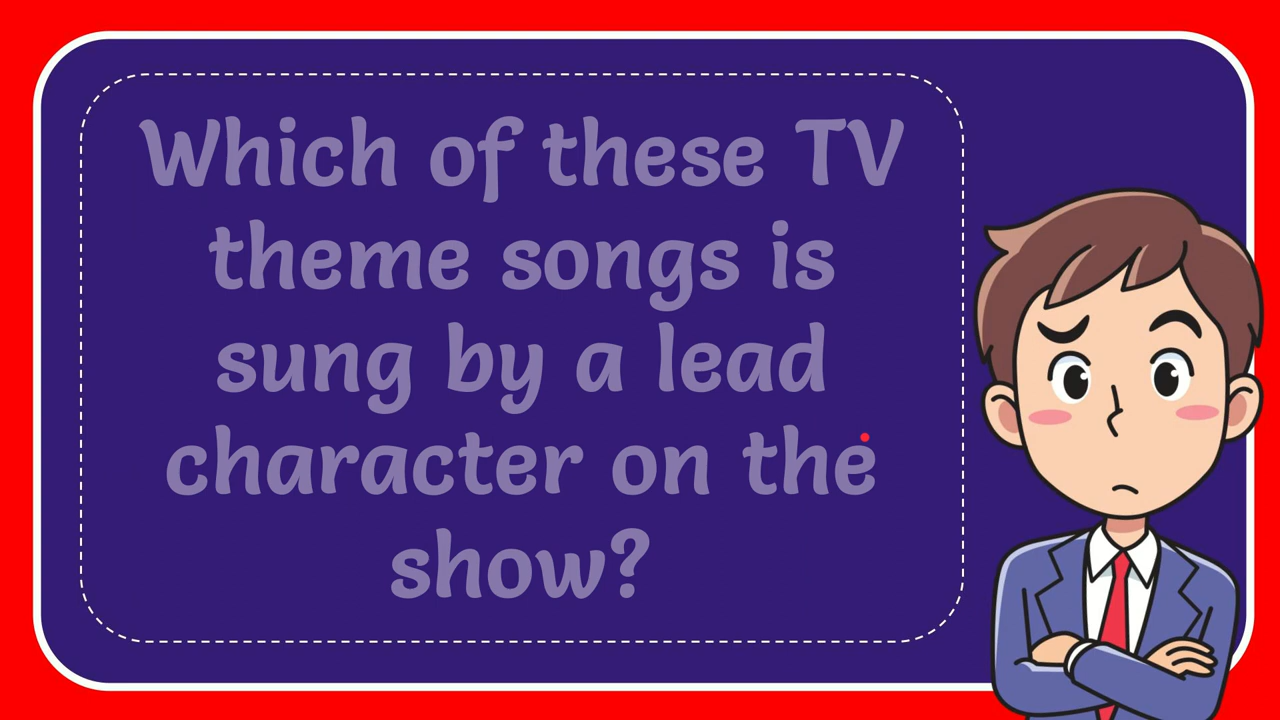 Which of these TV
theme songs is
sung by a lead
character on the
show?